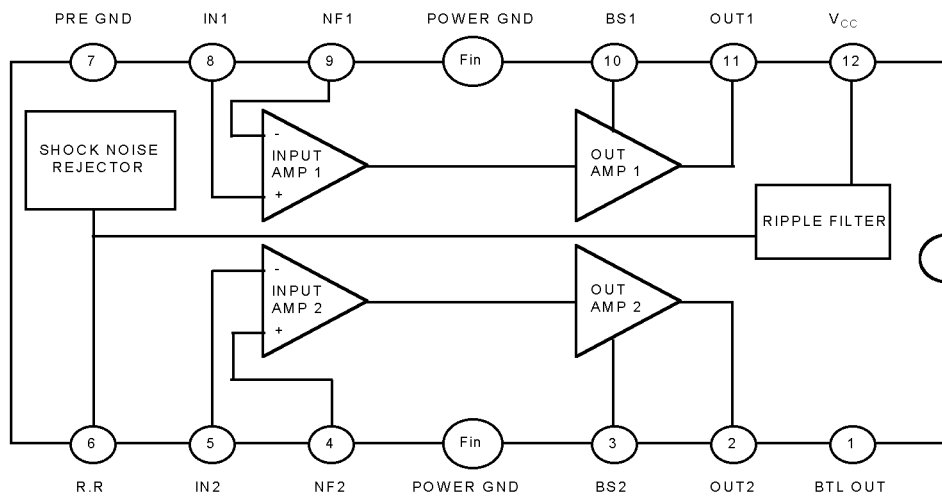 PRE GND IN1 NF1 POWER GND BS1 OUT1 VCC
7 8 9 Fin 10 11 12
SHOCK NOISE
REJECTOR
-
INPUT
AMP 1
+
OUT
AMP 1
RIPPLE FILTER
-
INPUT
AMP 2
+
OUT
AMP 2
6 5 4 Fin 3 2 1
R.R IN2 NF2 POWER GND BS2 OUT2 BTL OUT